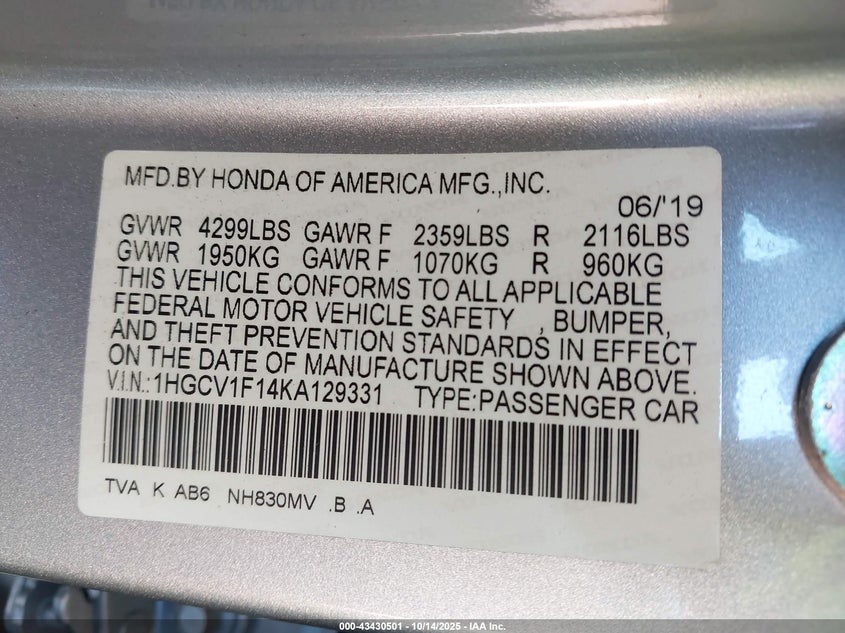 MFD.BY HONDA OF AMERICA MFG.,INC.
06/'19
GVWR 4299LBS GAWR F 2359LBS R 2116LBS
GVWR 1950KG GAWR F 1070KG R 960KG
THIS VEHICLE CONFORMS TO ALL APPLICABLE
FEDERAL MOTOR VEHICLE SAFETY , BUMPER,
AND THEFT PREVENTION STANDARDS IN EFFECT
ON THE DATE OF MANUFACTURE SHOWN ABOVE.
V.I.N.:1HGCV1F14KA129331 TYPE:PASSENGER CAR
TVA K AB6 NH830MV .B .A
000-43430501 - 10/14/2025 - IAA Inc.